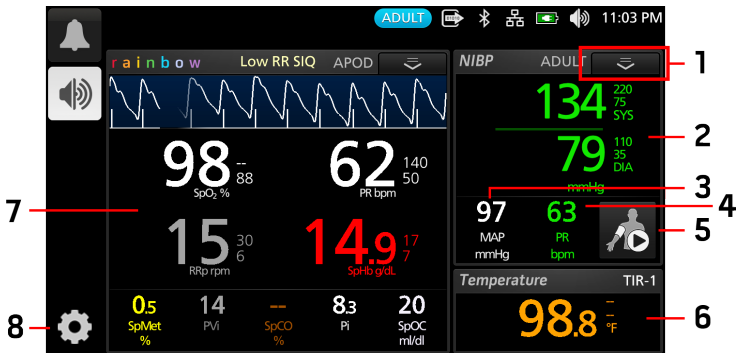 ADULT 11:03 PM
rainbow Low RR SIQ APOD
NIBP ADULT
1
134 220 75 SYS
2
79 110 35 DIA
mmHg
98 -- 88 SpO₂ %
62 140 50 PR bpm
3
97 MAP mmHg
63 PR bpm
4
5
7
15 30 6 RRp rpm
14.9 17 7 SpHb g/dL
Temperature TIR-1
98.8 -- -- °F
6
0.5 SpMet %
14 PVi
-- SpCO %
8.3 Pi
20 SpOC ml/dl
8